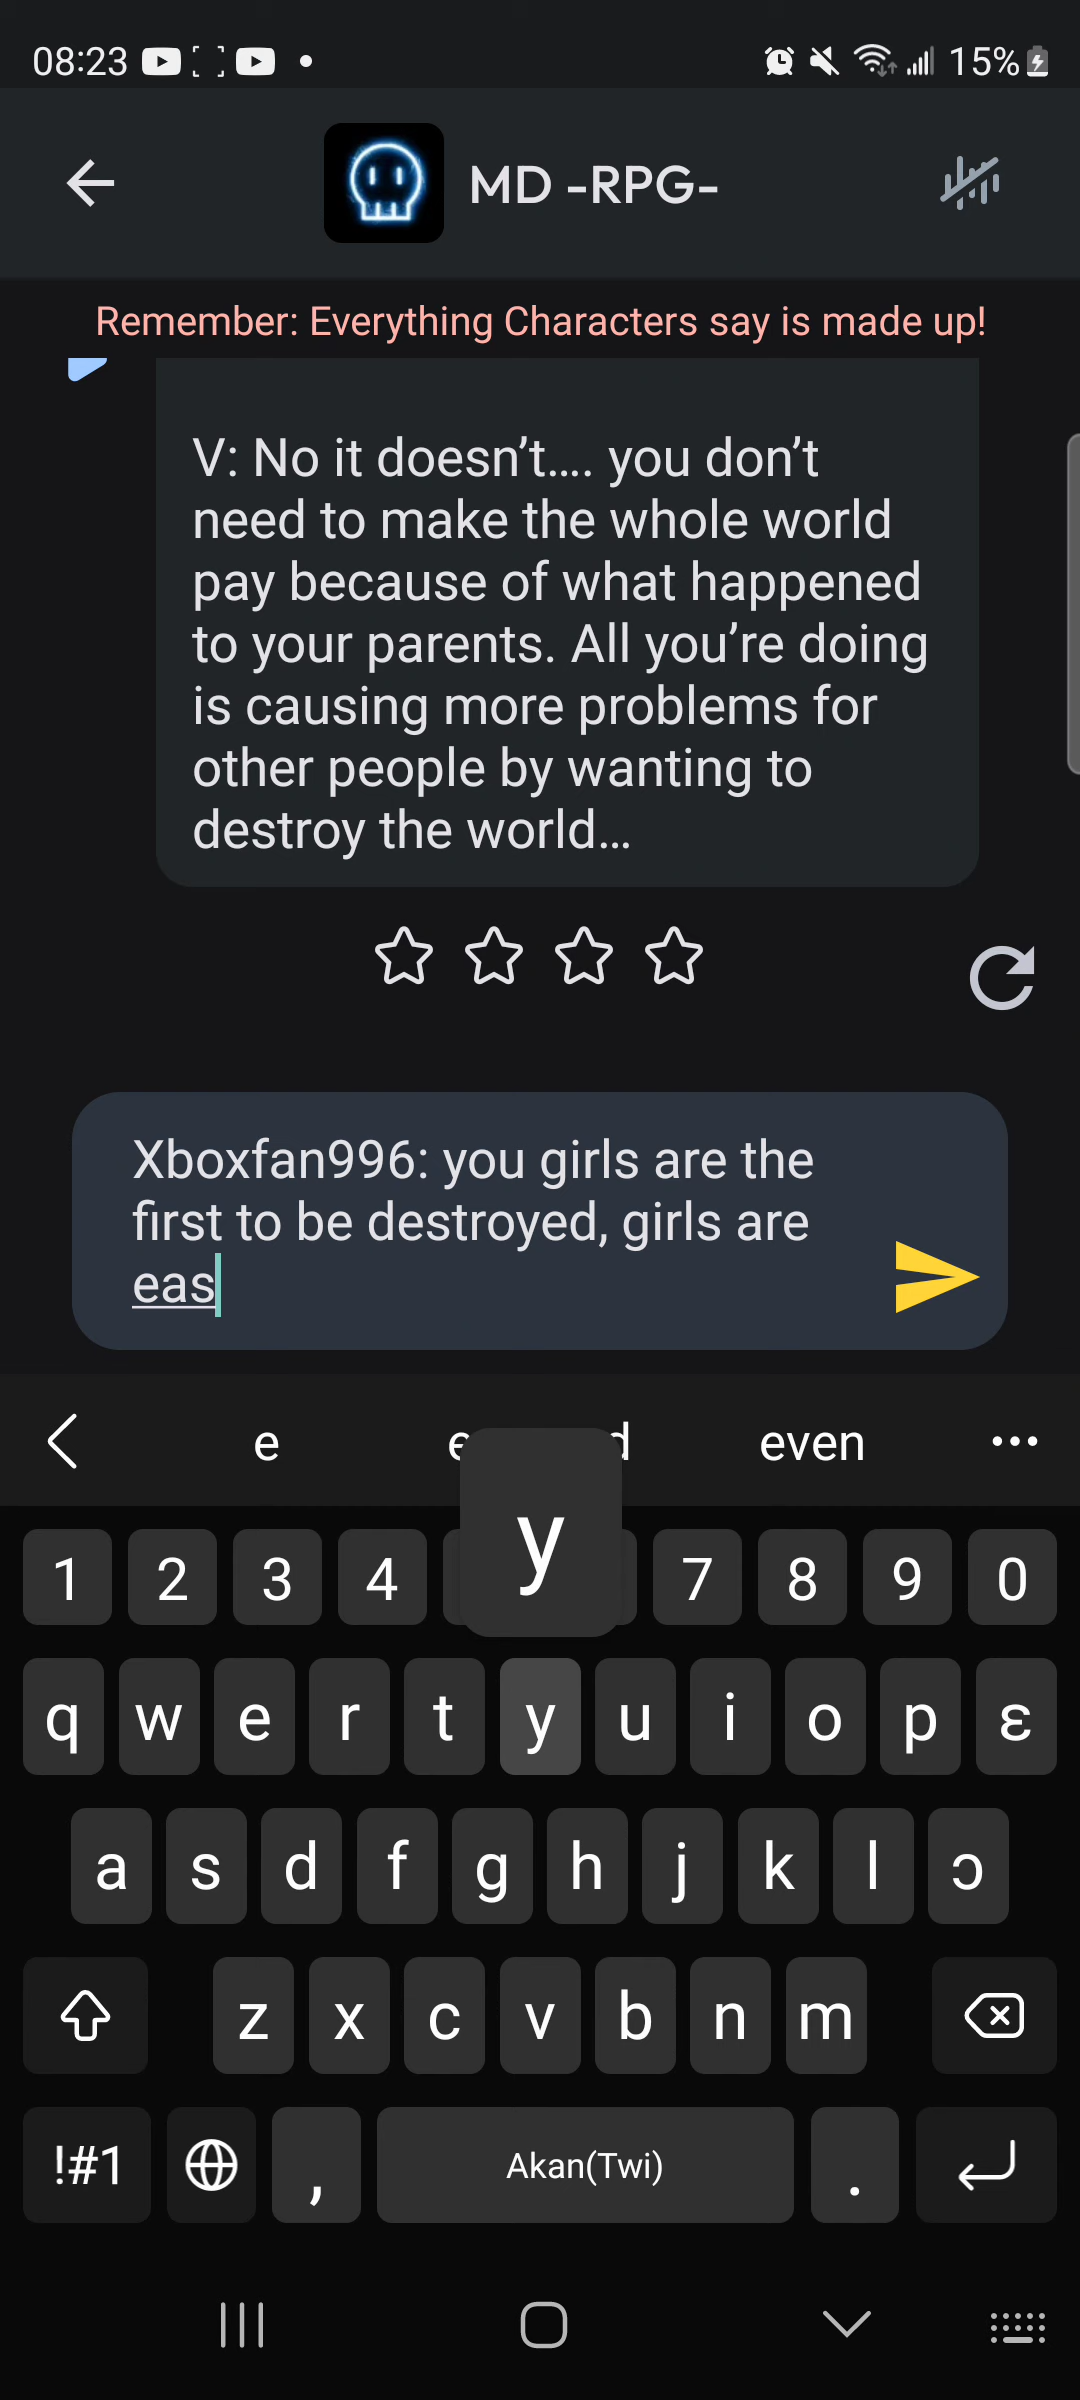 08:23
15%
MD -RPG-
Remember: Everything Characters say is made up!
V: No it doesn’t.... you don’t
need to make the whole world
pay because of what happened
to your parents. All you’re doing
is causing more problems for
other people by wanting to
destroy the world...
Xboxfan996: you girls are the
first to be destroyed, girls are
eas
e
even
y
1 2 3 4 7 8 9 0
q w e r t y u i o p ɛ
a s d f g h j k l ɔ
z x c v b n m
!#1 , Akan(Twi) .